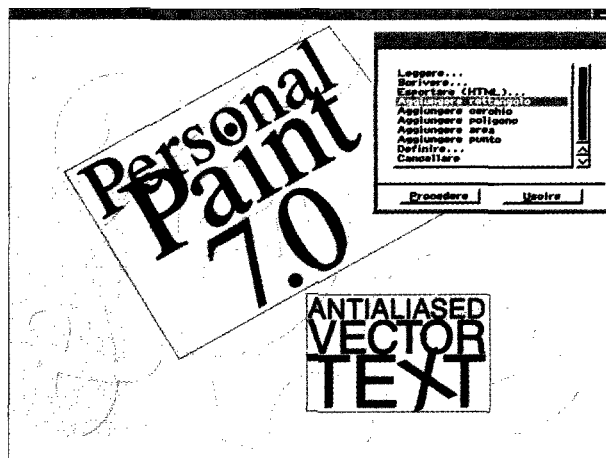 Personal
Paint
7.0
Leggere...
Scrivere...
Esportare (HTML)...
Aggiungere rettangolo
Aggiungere cerchio
Aggiungere poligono
Aggiungere area
Aggiungere punto
Definire...
Cancellare
Procedere
Uscire
ANTIALIASED
VECTOR
TEXT